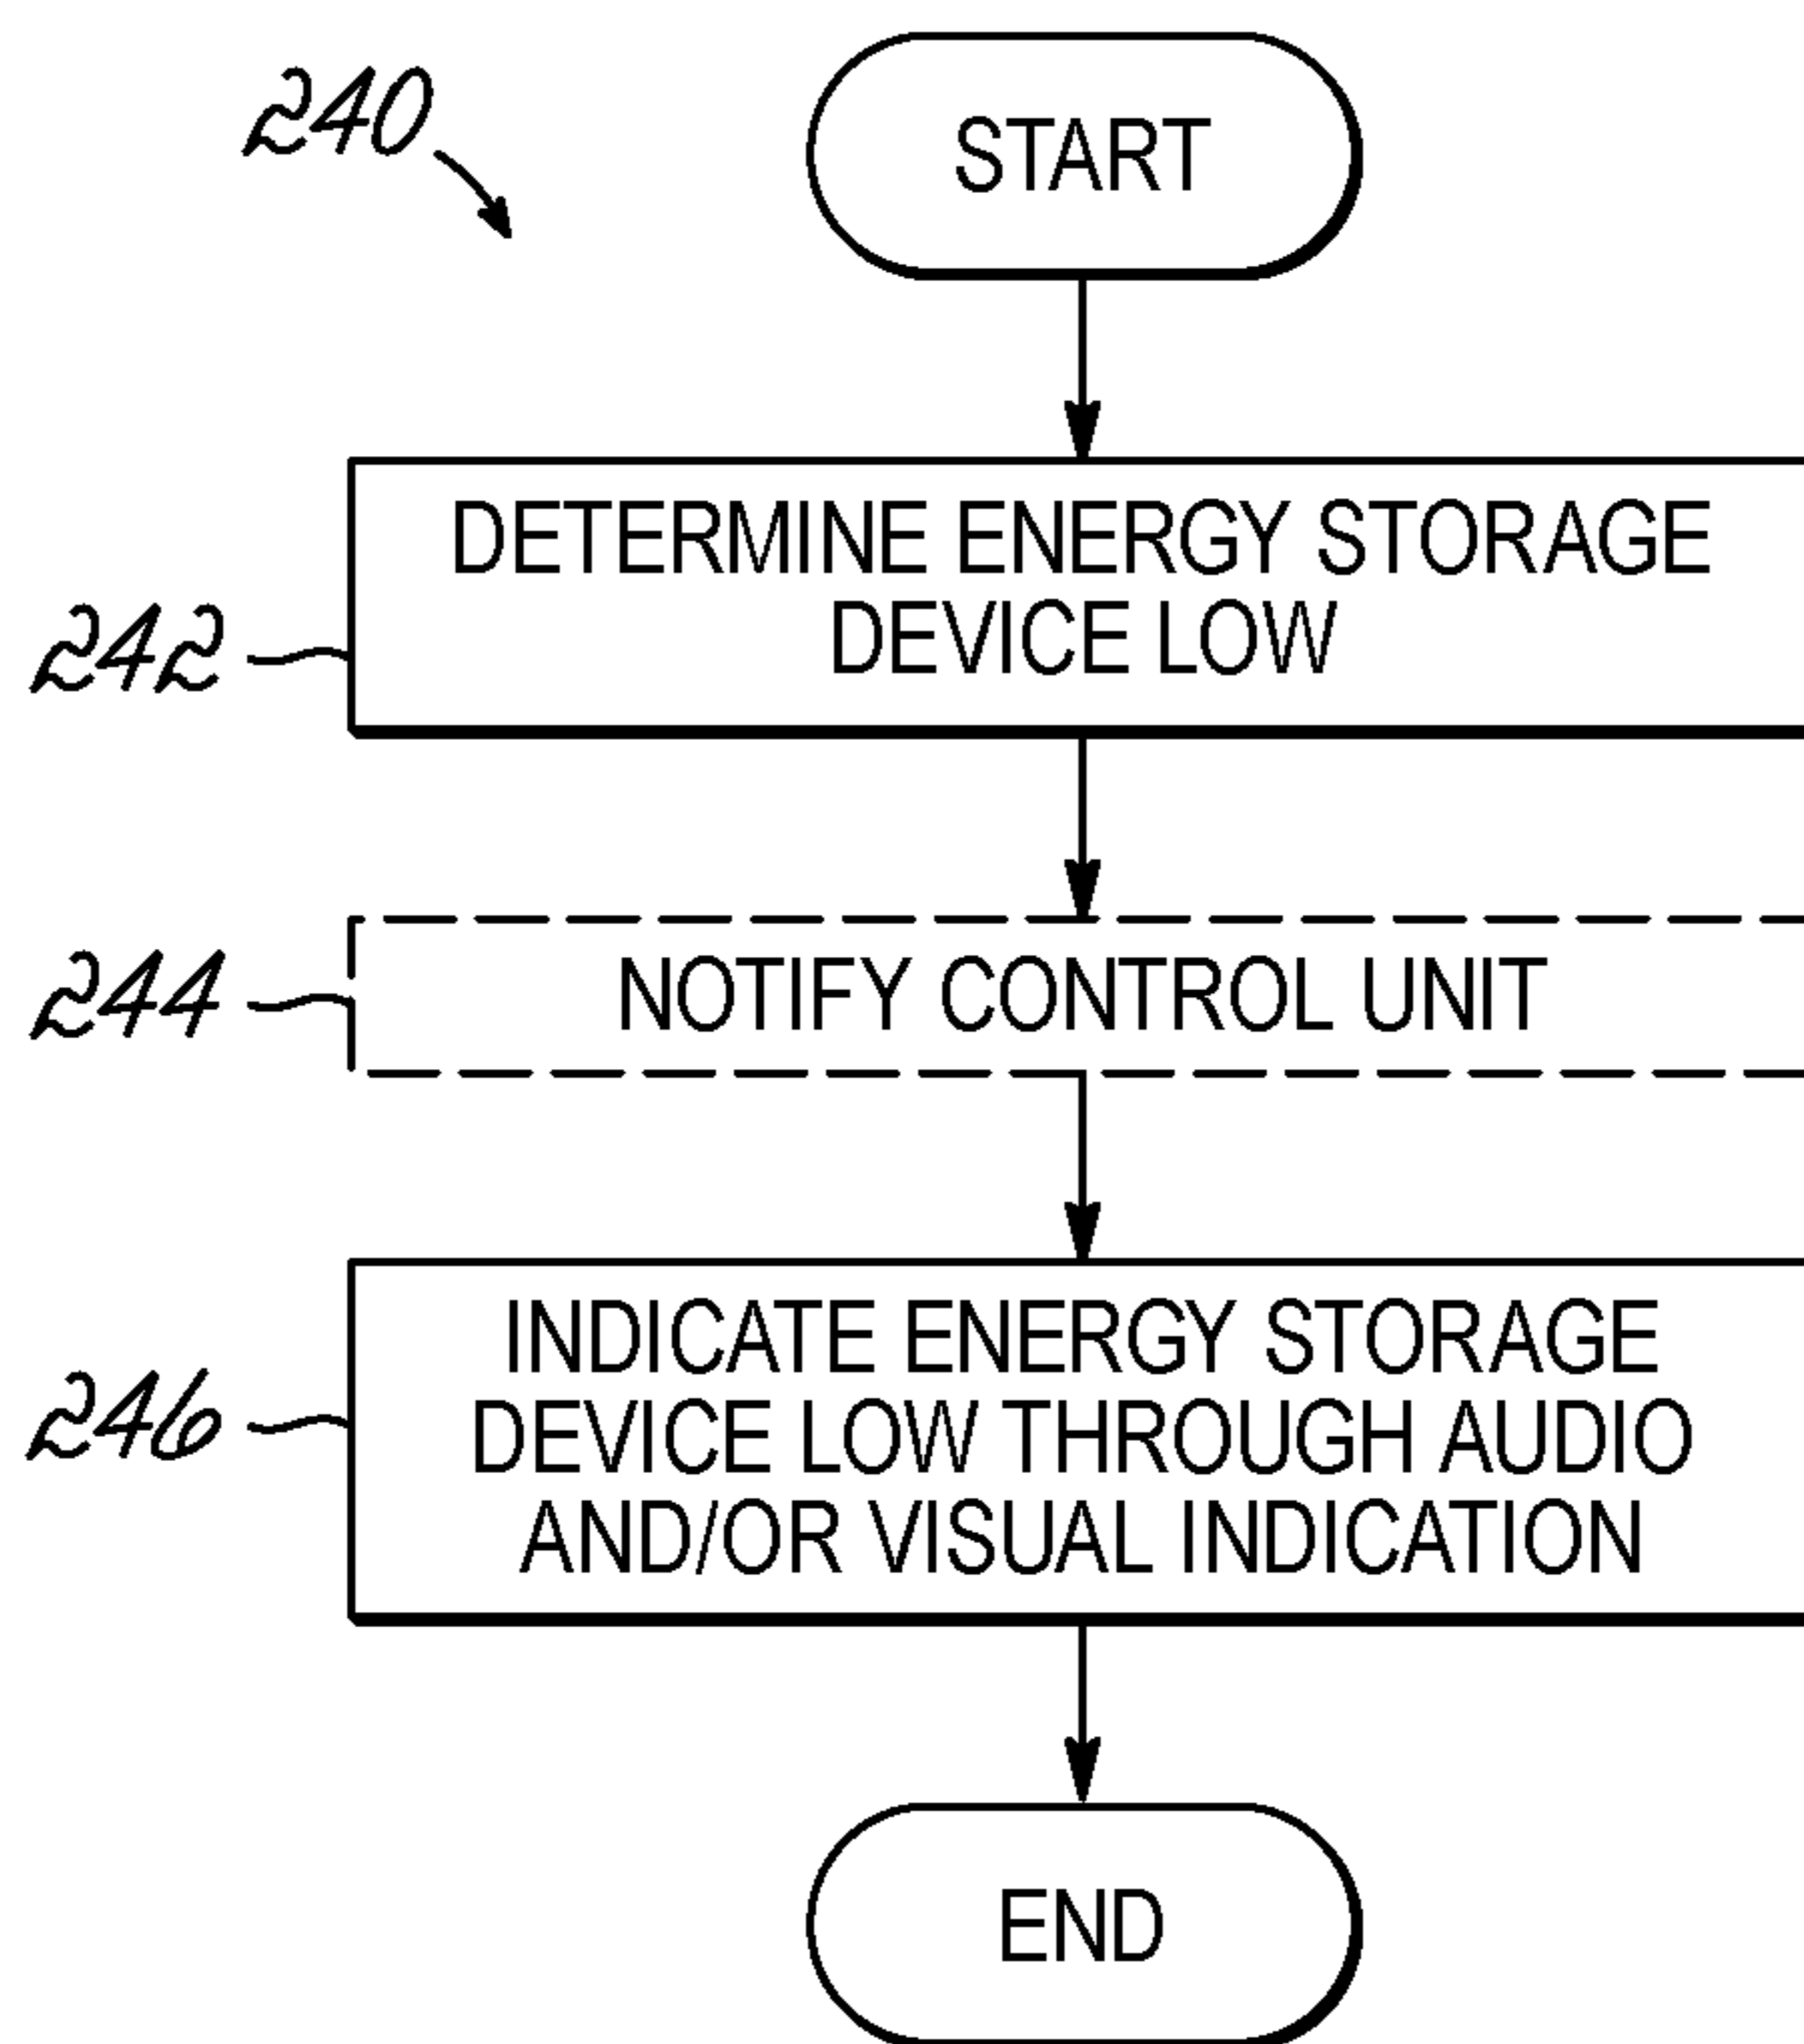 240
START
DETERMINE ENERGY STORAGE
DEVICE LOW
242
NOTIFY CONTROL UNIT
244
INDICATE ENERGY STORAGE
DEVICE LOW THROUGH AUDIO
AND/OR VISUAL INDICATION
246
END